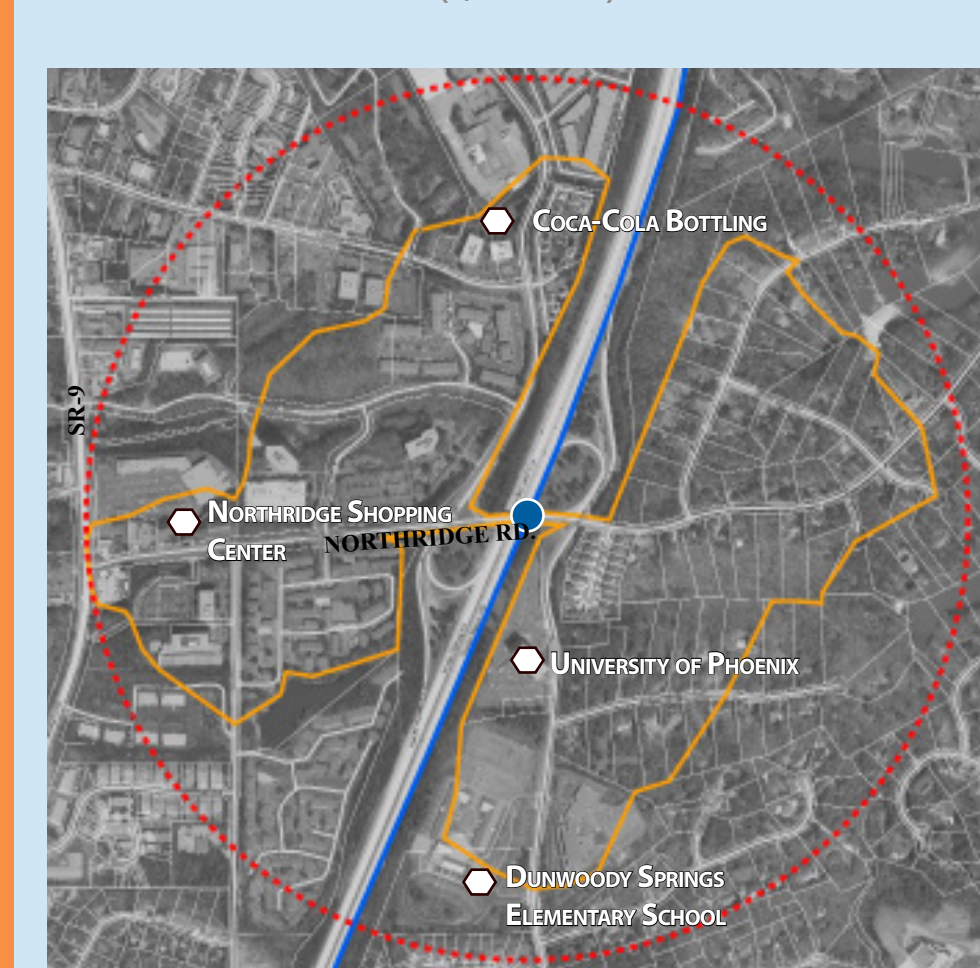 COCA-COLA BOTTLING
SR-9
NORTHRIDGE SHOPPING
CENTER
NORTHRIDGE RD.
UNIVERSITY OF PHOENIX
DUNWOODY SPRINGS
ELEMENTARY SCHOOL